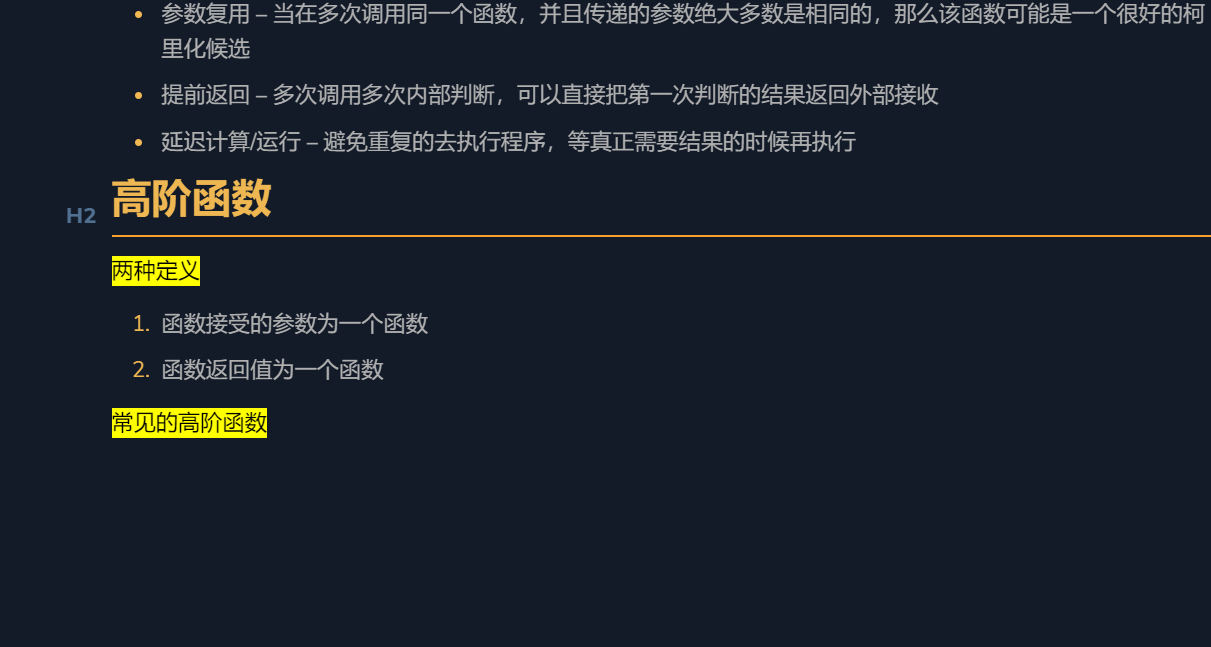 参数复用 – 当在多次调用同一个函数，并且传递的参数绝大多数是相同的，那么该函数可能是一个很好的柯
里化候选
提前返回 – 多次调用多次内部判断，可以直接把第一次判断的结果返回外部接收
延迟计算/运行 – 避免重复的去执行程序，等真正需要结果的时候再执行
H2 高阶函数
两种定义
1. 函数接受的参数为一个函数
2. 函数返回值为一个函数
常见的高阶函数